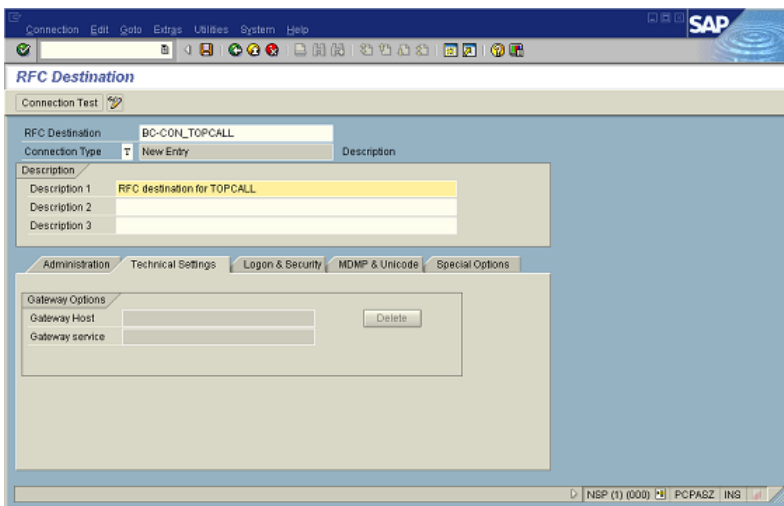 Connection Edit Goto Extras Utilities System Help
SAP
RFC Destination
Connection Test
RFC Destination BC-CON_TOPCALL
Connection Type T New Entry Description
Description
Description 1 RFC destination for TOPCALL
Description 2
Description 3
Administration Technical Settings Logon & Security MDMP & Unicode Special Options
Gateway Options
Gateway Host Delete
Gateway service
NSP (1) (000) PCPASZ INS